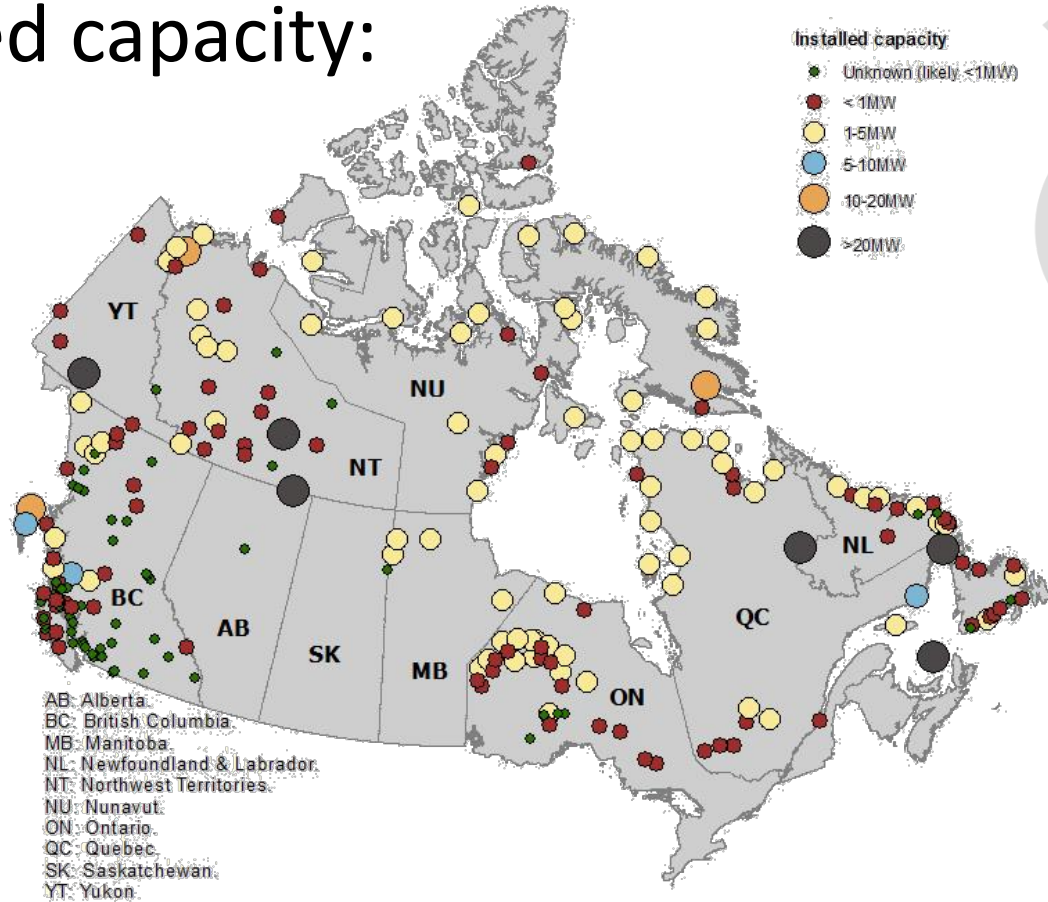 ed capacity:
Installed capacity
Unknown (likely <1MW)
< 1MW
1-5MW
5-10MW
10-20MW
>20MW
YT
NU
NT
NL
BC
QC
AB
SK
MB
ON
AB: Alberta.
BC: British Columbia.
MB: Manitoba.
NL: Newfoundland & Labrador.
NT: Northwest Territories.
NU: Nunavut.
ON: Ontario.
QC: Quebec.
SK: Saskatchewan.
YT: Yukon